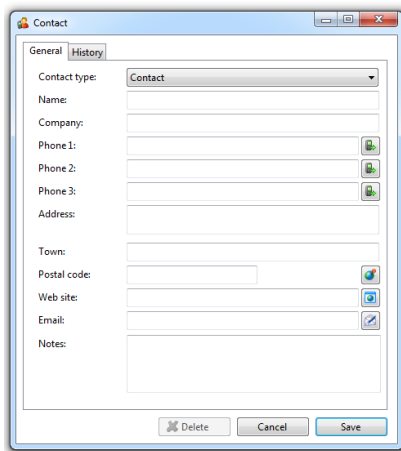 Contact
General History
Contact type: Contact
Name:
Company:
Phone 1:
Phone 2:
Phone 3:
Address:
Town:
Postal code:
Web site:
Email:
Notes:
Delete Cancel Save